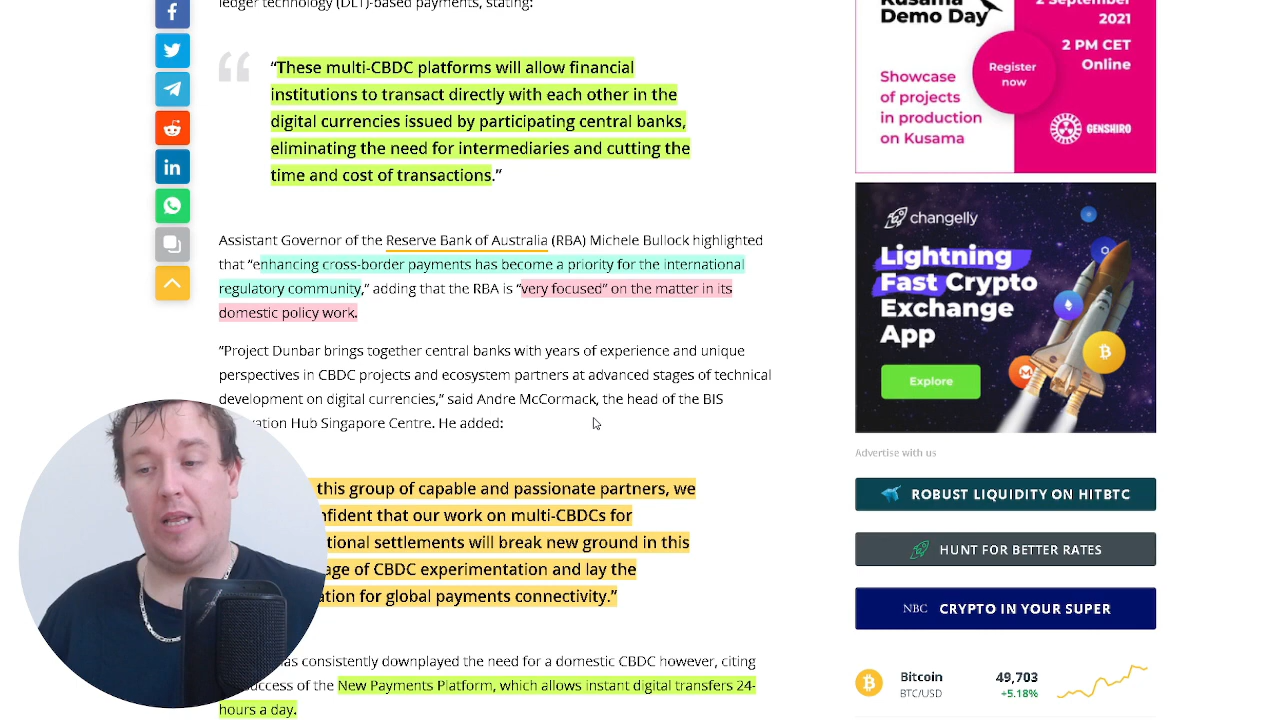 ledger technology (DLT)-based payments, stating:
“These multi-CBDC platforms will allow financial
institutions to transact directly with each other in the
digital currencies issued by participating central banks,
eliminating the need for intermediaries and cutting the
time and cost of transactions.”
Assistant Governor of the Reserve Bank of Australia (RBA) Michele Bullock highlighted
that “enhancing cross-border payments has become a priority for the international
regulatory community,” adding that the RBA is “very focused” on the matter in its
domestic policy work.
“Project Dunbar brings together central banks with years of experience and unique
perspectives in CBDC projects and ecosystem partners at advanced stages of technical
development on digital currencies,” said Andre McCormack, the head of the BIS
Hub Singapore Centre. He added:
this group of capable and passionate partners, we
that our work on multi-CBDCs for
settlements will break new ground in this
of CBDC experimentation and lay the
for global payments connectivity.”
consistently downplayed the need for a domestic CBDC however, citing
of the New Payments Platform, which allows instant digital transfers 24-
hours a day.
Kusama
Demo Day
2 September
2021
2 PM CET
Online
Register
now
Showcase
of projects
in production
on Kusama
GENSHIRO
changelly
Lightning
Fast Crypto
Exchange
App
Explore
Advertise with us
ROBUST LIQUIDITY ON HITBTC
HUNT FOR BETTER RATES
NBC CRYPTO IN YOUR SUPER
Bitcoin 49,703
BTC/USD +5.18%